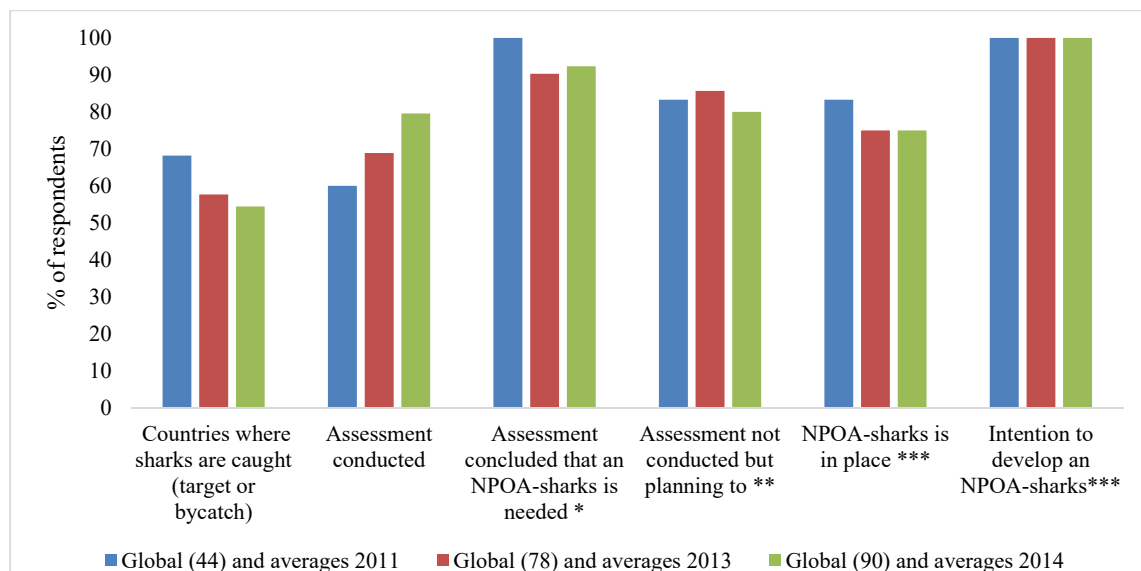 100
90
80
70
60
50
40
30
20
10
0
% of respondents
Countries where
sharks are caught
(target or
bycatch)
Assessment
conducted
Assessment
concluded that an
NPOA-sharks is
needed *
Assessment not
conducted but
planning to **
NPOA-sharks is
in place ***
Intention to
develop an
NPOA-sharks***
Global (44) and averages 2011
Global (78) and averages 2013
Global (90) and averages 2014